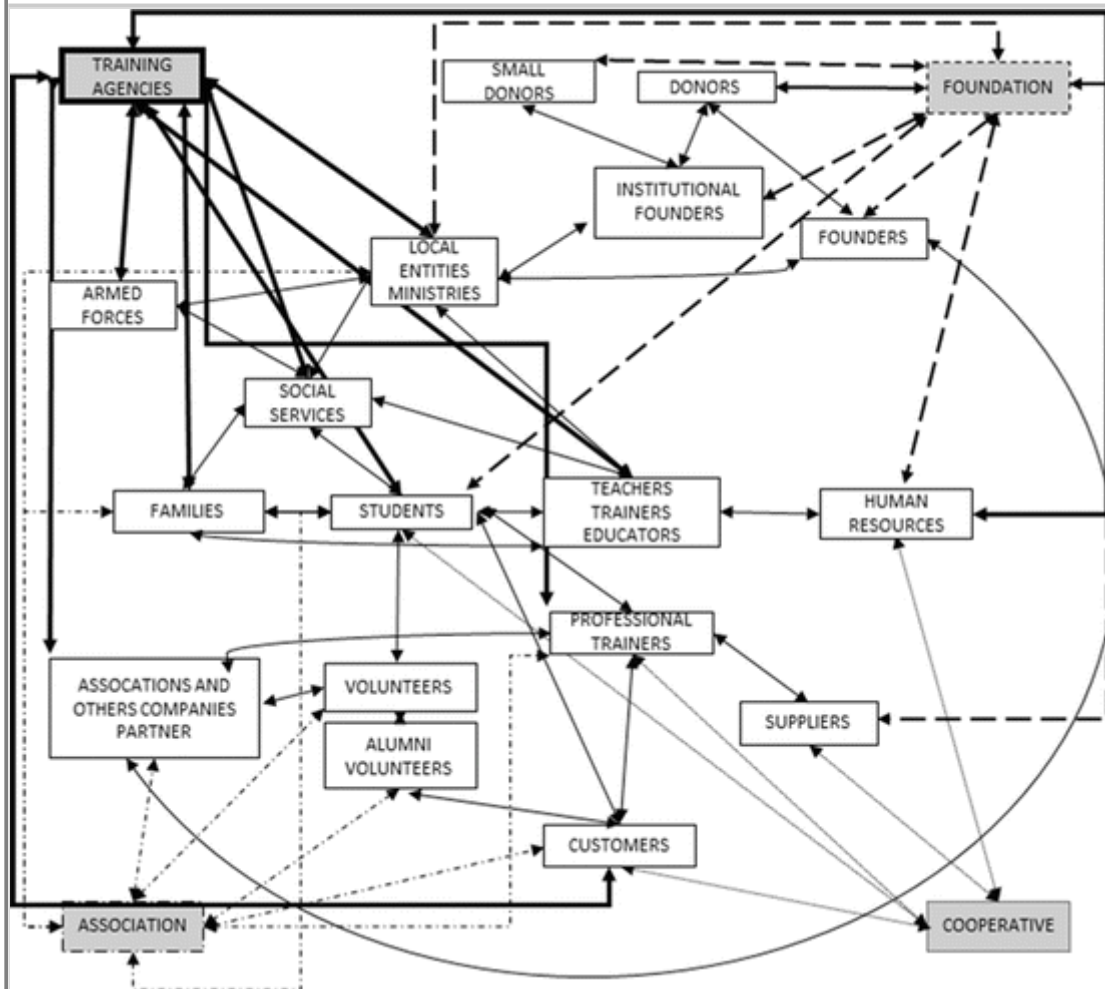 TRAINING
AGENCIES
SMALL
DONORS
DONORS
FOUNDATION
INSTITUTIONAL
FOUNDERS
FOUNDERS
LOCAL
ENTITIES
MINISTRIES
ARMED
FORCES
SOCIAL
SERVICES
FAMILIES
STUDENTS
TEACHERS
TRAINERS
EDUCATORS
HUMAN
RESOURCES
PROFESSIONAL
TRAINERS
ASSOCATIONS AND
OTHERS COMPANIES
PARTNER
VOLUNTEERS
SUPPLIERS
ALUMNI
VOLUNTEERS
CUSTOMERS
ASSOCIATION
COOPERATIVE